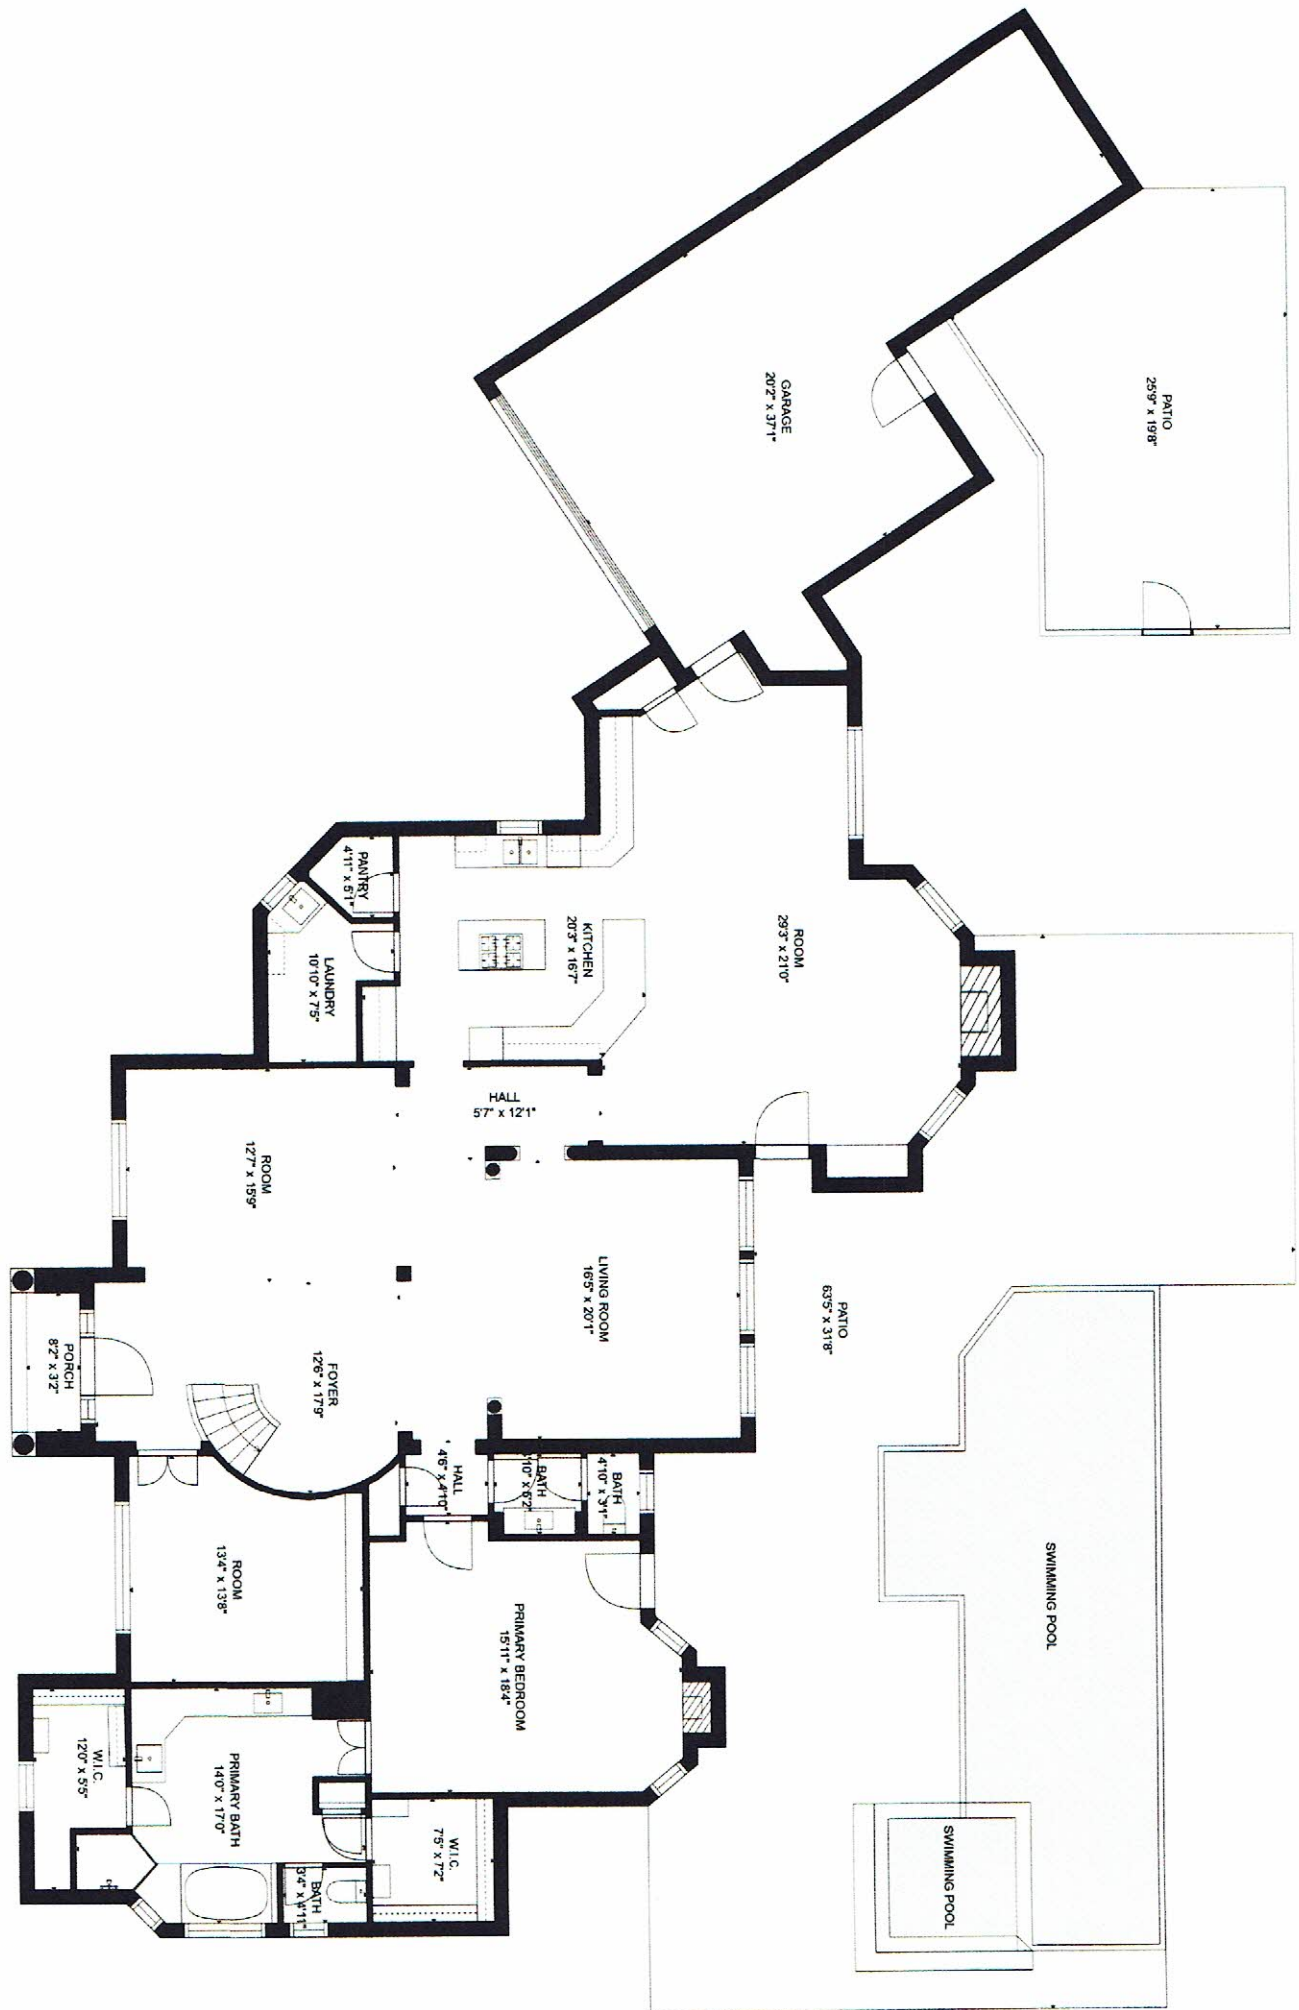 PATIO
25'9" x 19'8"
GARAGE
20'2" x 37'1"
ROOM
29'3" x 21'0"
KITCHEN
20'3" x 16'7"
PANTRY
4'11" x 5'1"
LAUNDRY
10'10" x 7'5"
HALL
5'7" x 12'1"
ROOM
12'7" x 15'9"
LIVING ROOM
16'5" x 20'1"
PATIO
63'5" x 31'8"
PORCH
8'2" x 3'2"
FOYER
12'6" x 17'9"
HALL
4'6" x 4'10"
BATH
BATH
4'10" x 3'1"
SWIMMING POOL
ROOM
13'4" x 13'8"
PRIMARY BEDROOM
15'11" x 18'4"
W.I.C.
12'0" x 5'5"
PRIMARY BATH
14'0" x 17'0"
W.I.C.
7'5" x 7'2"
BATH
3'4" x 4'11"
SWIMMING POOL